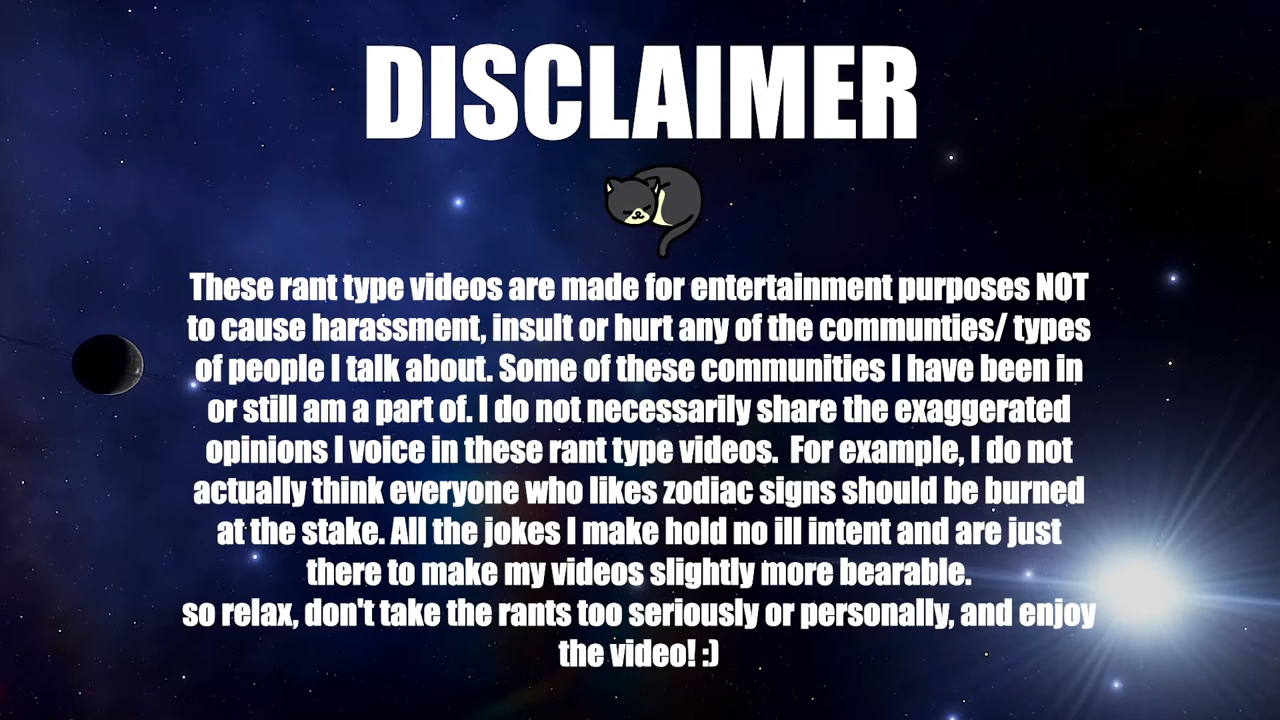 DISCLAIMER
These rant type videos are made for entertainment purposes NOT
to cause harassment, insult or hurt any of the communties/ types
of people I talk about. Some of these communities I have been in
or still am a part of. I do not necessarily share the exaggerated
opinions I voice in these rant type videos.  For example, I do not
actually think everyone who likes zodiac signs should be burned
at the stake. All the jokes I make hold no ill intent and are just
there to make my videos slightly more bearable.
so relax, don't take the rants too seriously or personally, and enjoy
the video! :)